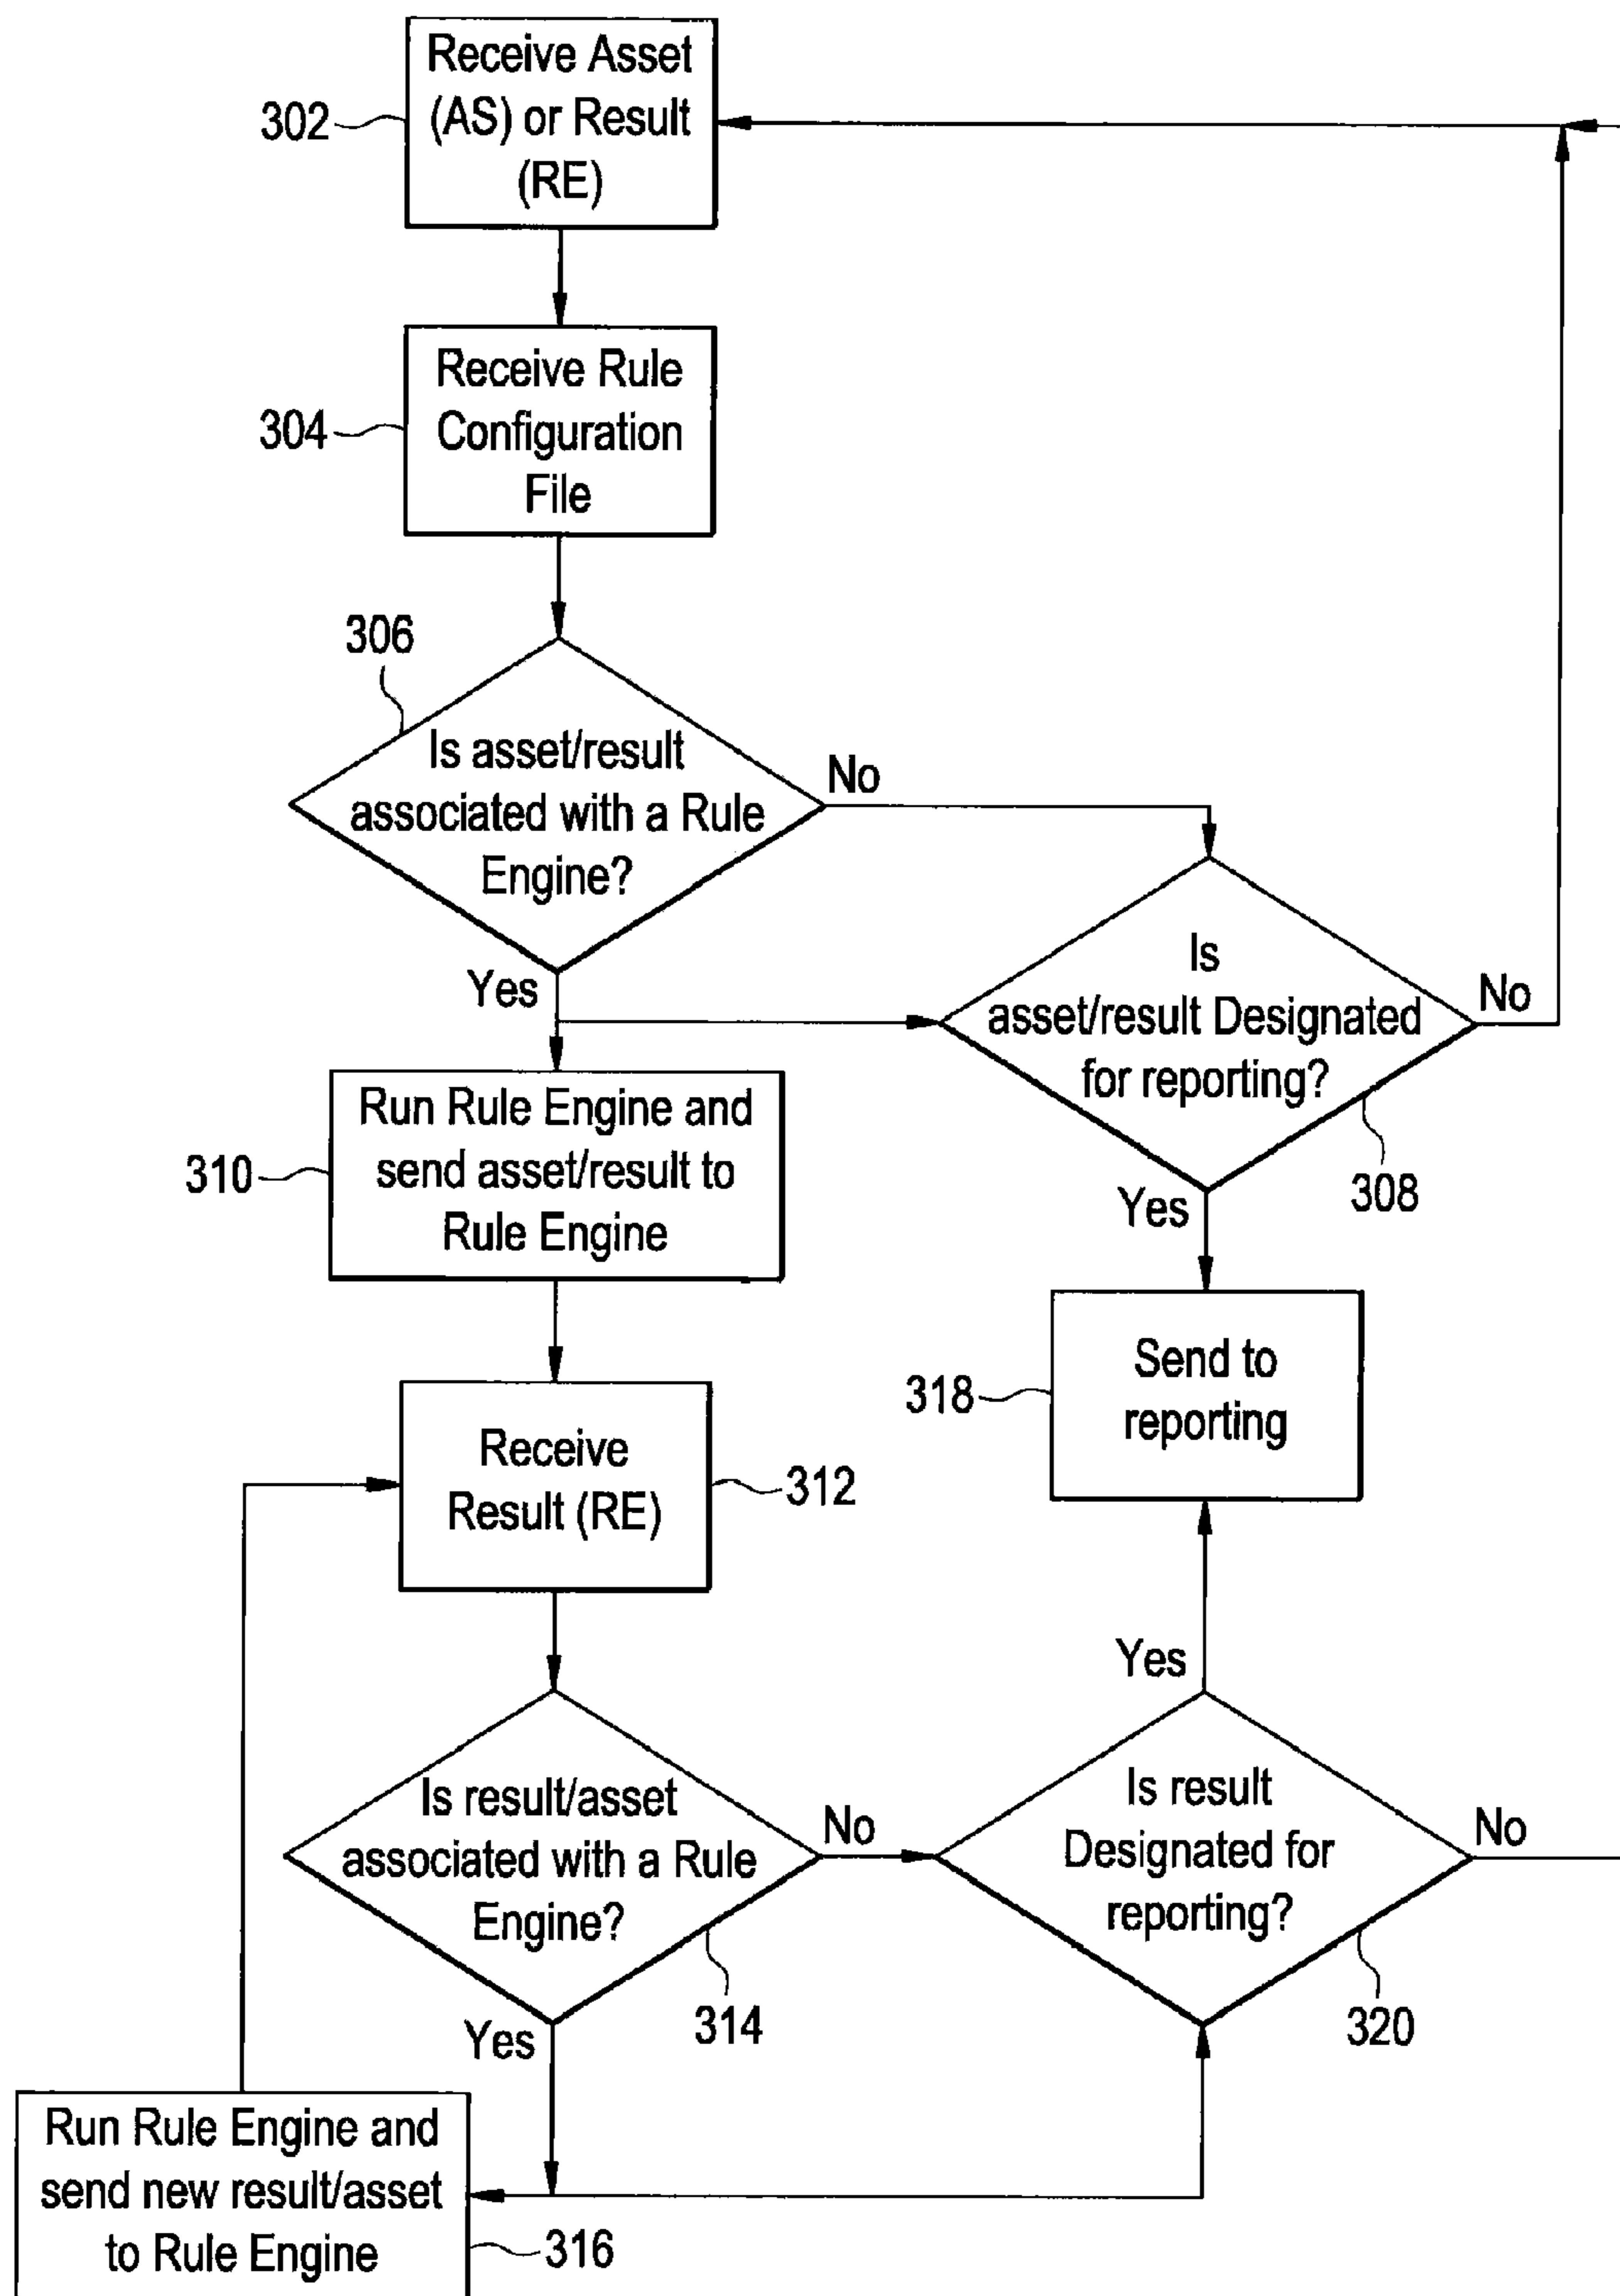 Receive Asset
(AS) or Result
(RE)
302
Receive Rule
Configuration
File
304
306
Is asset/result
associated with a Rule
Engine?
No
Yes
Is
asset/result Designated
for reporting?
No
308
Yes
Run Rule Engine and
send asset/result to
Rule Engine
310
Send to
reporting
318
Receive
Result (RE)
312
Yes
Is result/asset
associated with a Rule
Engine?
No
314
Yes
Is result
Designated for
reporting?
No
320
Run Rule Engine and
send new result/asset
to Rule Engine
316